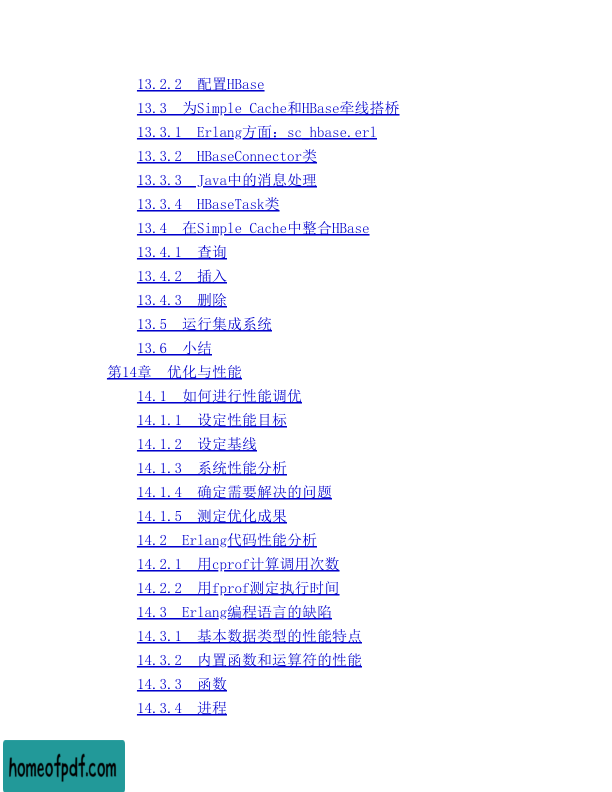 13.2.2 配置HBase
13.3 为Simple Cache和HBase牵线搭桥
13.3.1 Erlang方面：sc_hbase.erl
13.3.2 HBaseConnector类
13.3.3 Java中的消息处理
13.3.4 HBaseTask类
13.4 在Simple Cache中整合HBase
13.4.1 查询
13.4.2 插入
13.4.3 删除
13.5 运行集成系统
13.6 小结
第14章 优化与性能
14.1 如何进行性能调优
14.1.1 设定性能目标
14.1.2 设定基线
14.1.3 系统性能分析
14.1.4 确定需要解决的问题
14.1.5 测定优化成果
14.2 Erlang代码性能分析
14.2.1 用cprof计算调用次数
14.2.2 用fprof测定执行时间
14.3 Erlang编程语言的缺陷
14.3.1 基本数据类型的性能特点
14.3.2 内置函数和运算符的性能
14.3.3 函数
14.3.4 进程
homeofpdf.com